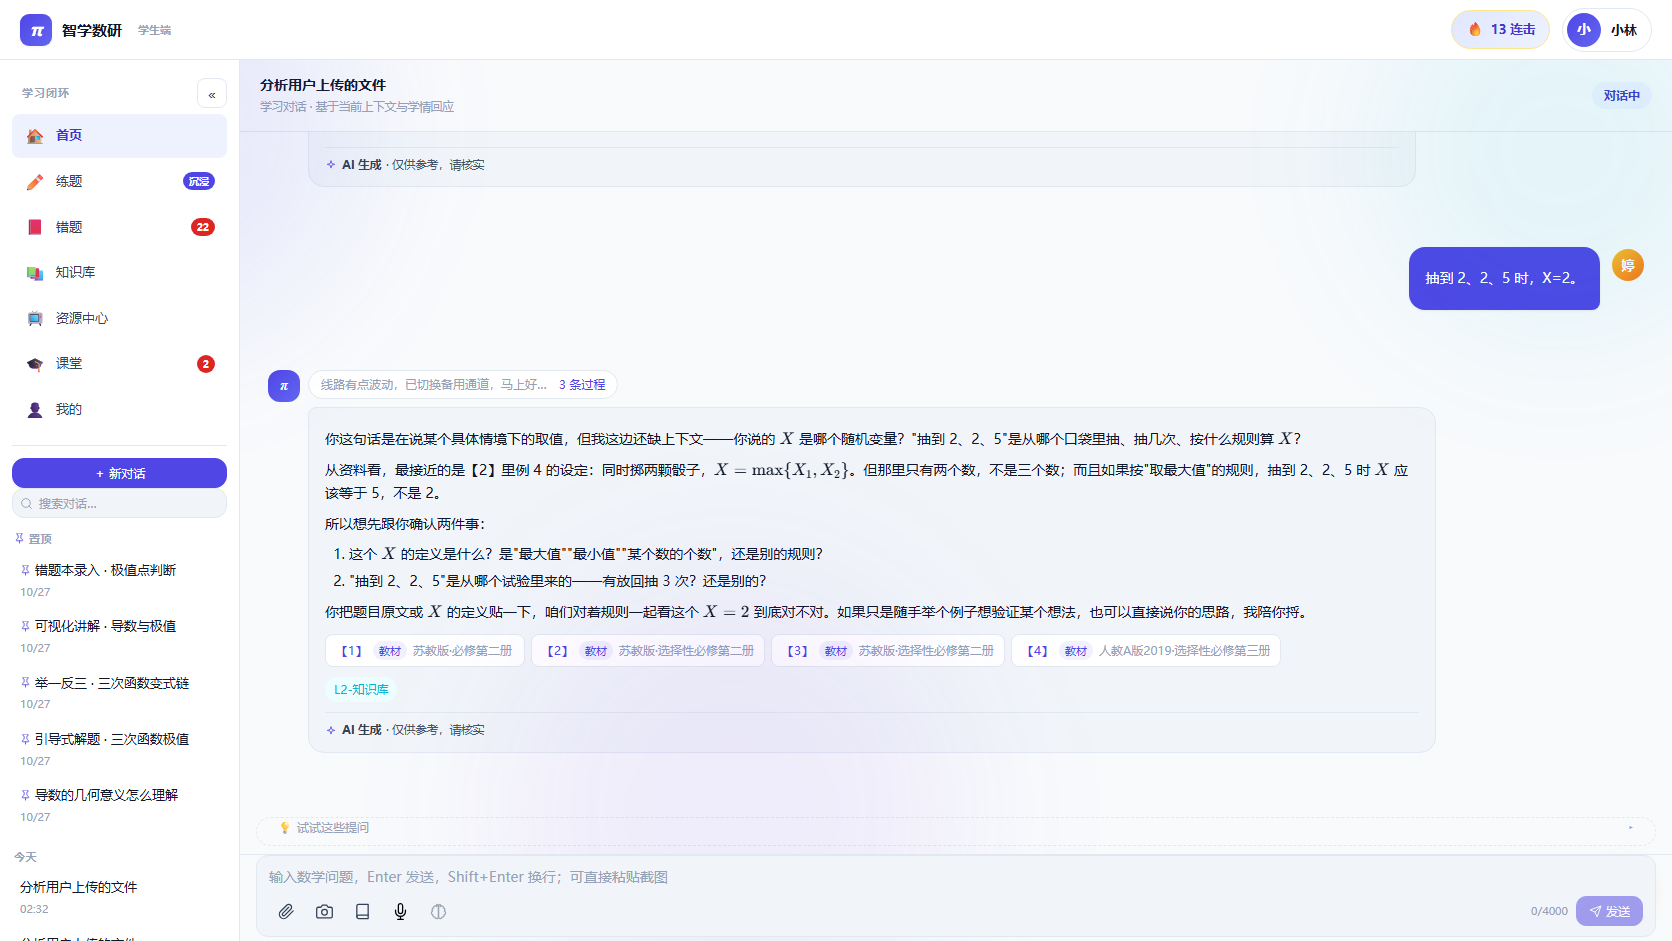 π 智学数研 学生端
13 连击
小 小林
学习闭环 «
首页
练题 沉浸
错题 22
知识库
资源中心
课堂 2
我的
+ 新对话
搜索对话...
置顶
错题本录入 · 极值点判断
10/27
可视化讲解 · 导数与极值
10/27
举一反三 · 三次函数变式链
10/27
引导式解题 · 三次函数极值
10/27
导数的几何意义怎么理解
10/27
今天
分析用户上传的文件
02:32
分析用户上传的文件
学习对话 · 基于当前上下文与学情回应
对话中
AI 生成 · 仅供参考，请核实
抽到 2、2、5 时，X=2。
婷
π
线路有点波动，已切换备用通道，马上好... 3 条过程
你这句话是在说某个具体情境下的取值，但我这边还缺上下文——你说的 X 是哪个随机变量？"抽到 2、2、5"是从哪个口袋里抽、抽几次、按什么规则算 X？
从资料看，最接近的是【2】里例 4 的设定：同时掷两颗骰子，X = max{X₁, X₂}。但那里只有两个数，不是三个数；而且如果按"取最大值"的规则，抽到 2、2、5 时 X 应
该等于 5，不是 2。
所以想先跟你确认两件事：
1. 这个 X 的定义是什么？是"最大值""最小值""某个数的个数"，还是别的规则？
2. "抽到 2、2、5"是从哪个试验里来的——有放回抽 3 次？还是别的？
你把题目原文或 X 的定义贴一下，咱们对着规则一起看这个 X = 2 到底对不对。如果只是随手举个例子想验证某个想法，也可以直接说你的思路，我陪你捋。
【1】 教材 苏教版·必修第二册
【2】 教材 苏教版·选择性必修第二册
【3】 教材 苏教版·选择性必修第二册
【4】 教材 人教A版2019·选择性必修第三册
L2-知识库
AI 生成 · 仅供参考，请核实
试试这些提问
输入数学问题，Enter 发送，Shift+Enter 换行；可直接粘贴截图
0/4000
发送